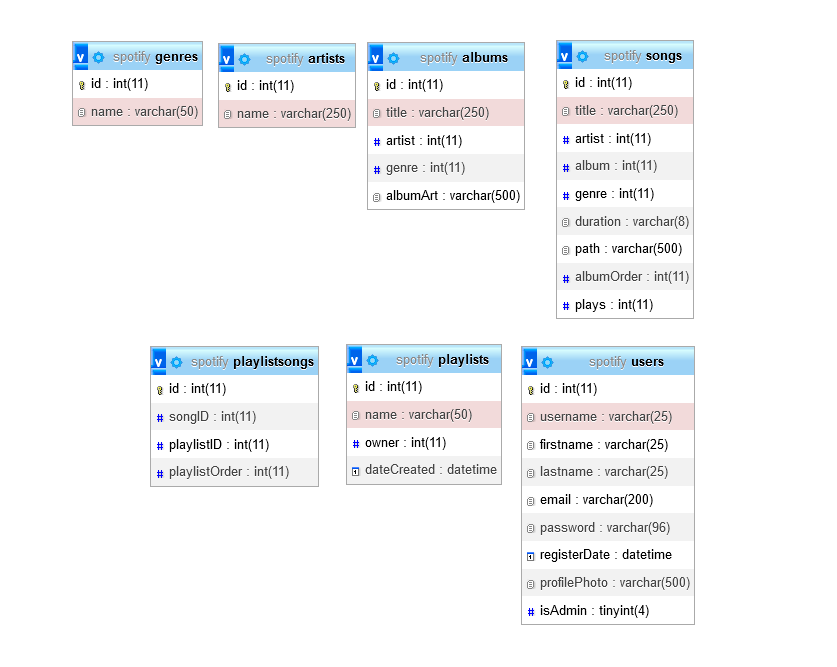 spotify genres
id : int(11)
name : varchar(50)
spotify artists
id : int(11)
name : varchar(250)
spotify albums
id : int(11)
title : varchar(250)
artist : int(11)
genre : int(11)
albumArt : varchar(500)
spotify songs
id : int(11)
title : varchar(250)
artist : int(11)
album : int(11)
genre : int(11)
duration : varchar(8)
path : varchar(500)
albumOrder : int(11)
plays : int(11)
spotify playlistsongs
id : int(11)
songID : int(11)
playlistID : int(11)
playlistOrder : int(11)
spotify playlists
id : int(11)
name : varchar(50)
owner : int(11)
dateCreated : datetime
spotify users
id : int(11)
username : varchar(25)
firstname : varchar(25)
lastname : varchar(25)
email : varchar(200)
password : varchar(96)
registerDate : datetime
profilePhoto : varchar(500)
isAdmin : tinyint(4)